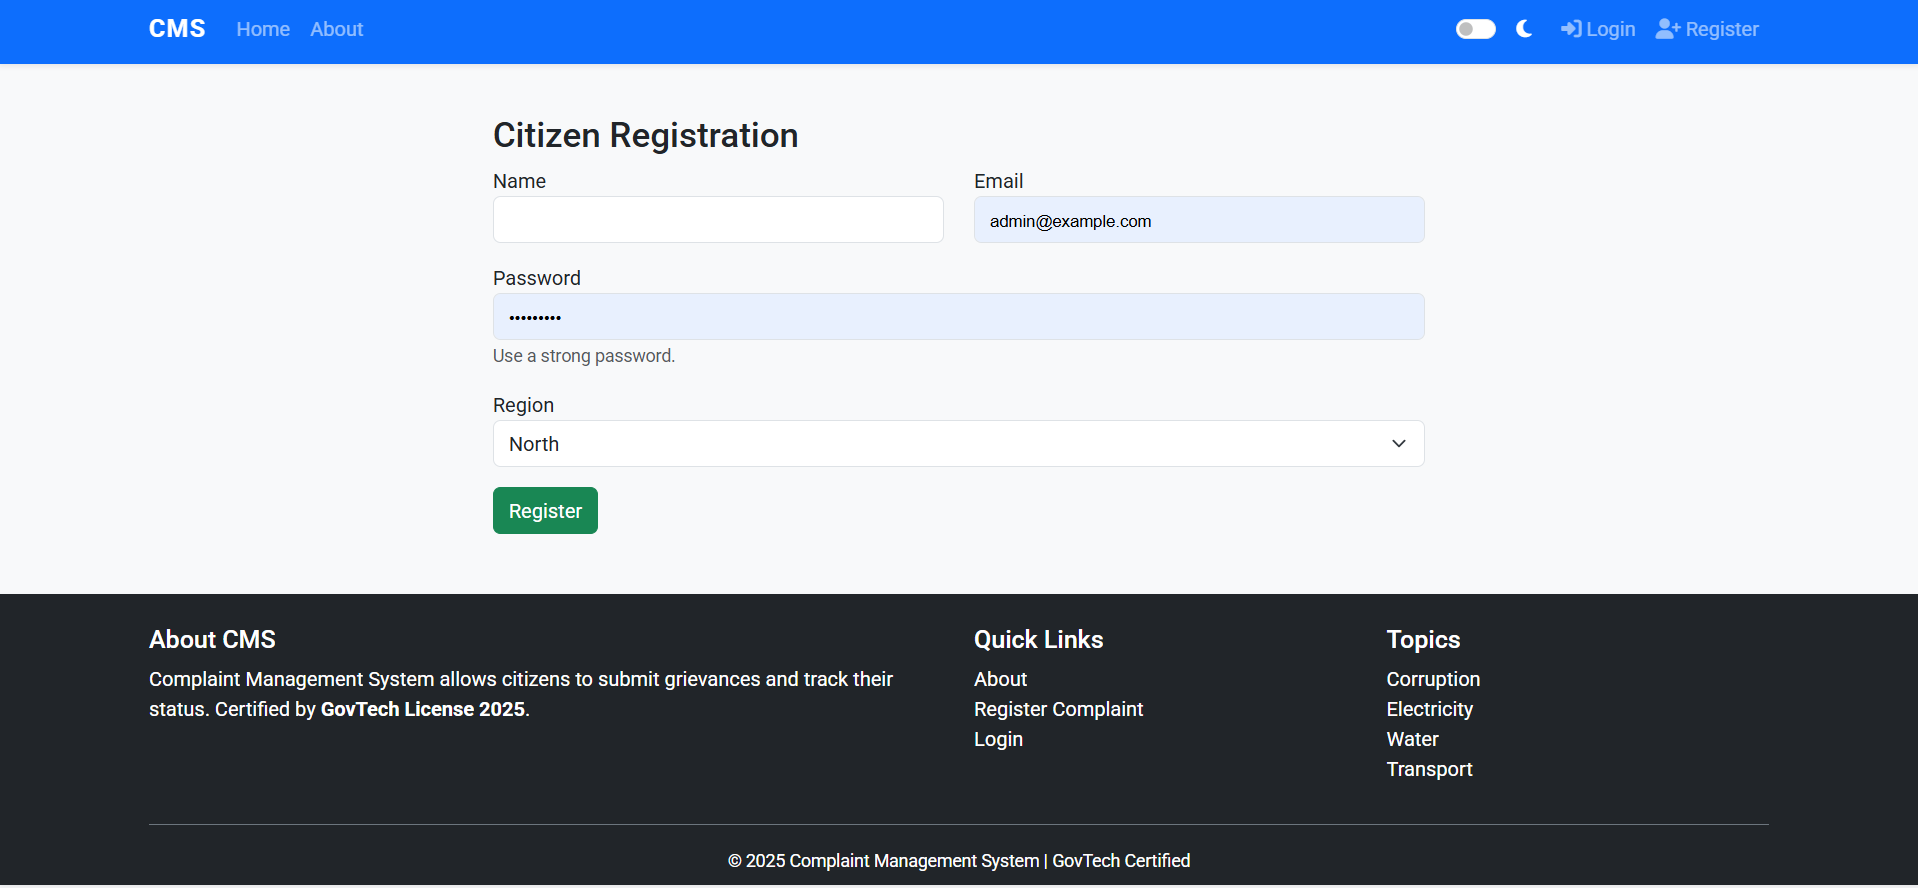 CMS Home About Login Register
Citizen Registration
Name
Email
admin@example.com
Password
•••••••••
Use a strong password.
Region
North
Register
About CMS
Complaint Management System allows citizens to submit grievances and track their
status. Certified by GovTech License 2025.
Quick Links
About
Register Complaint
Login
Topics
Corruption
Electricity
Water
Transport
© 2025 Complaint Management System | GovTech Certified